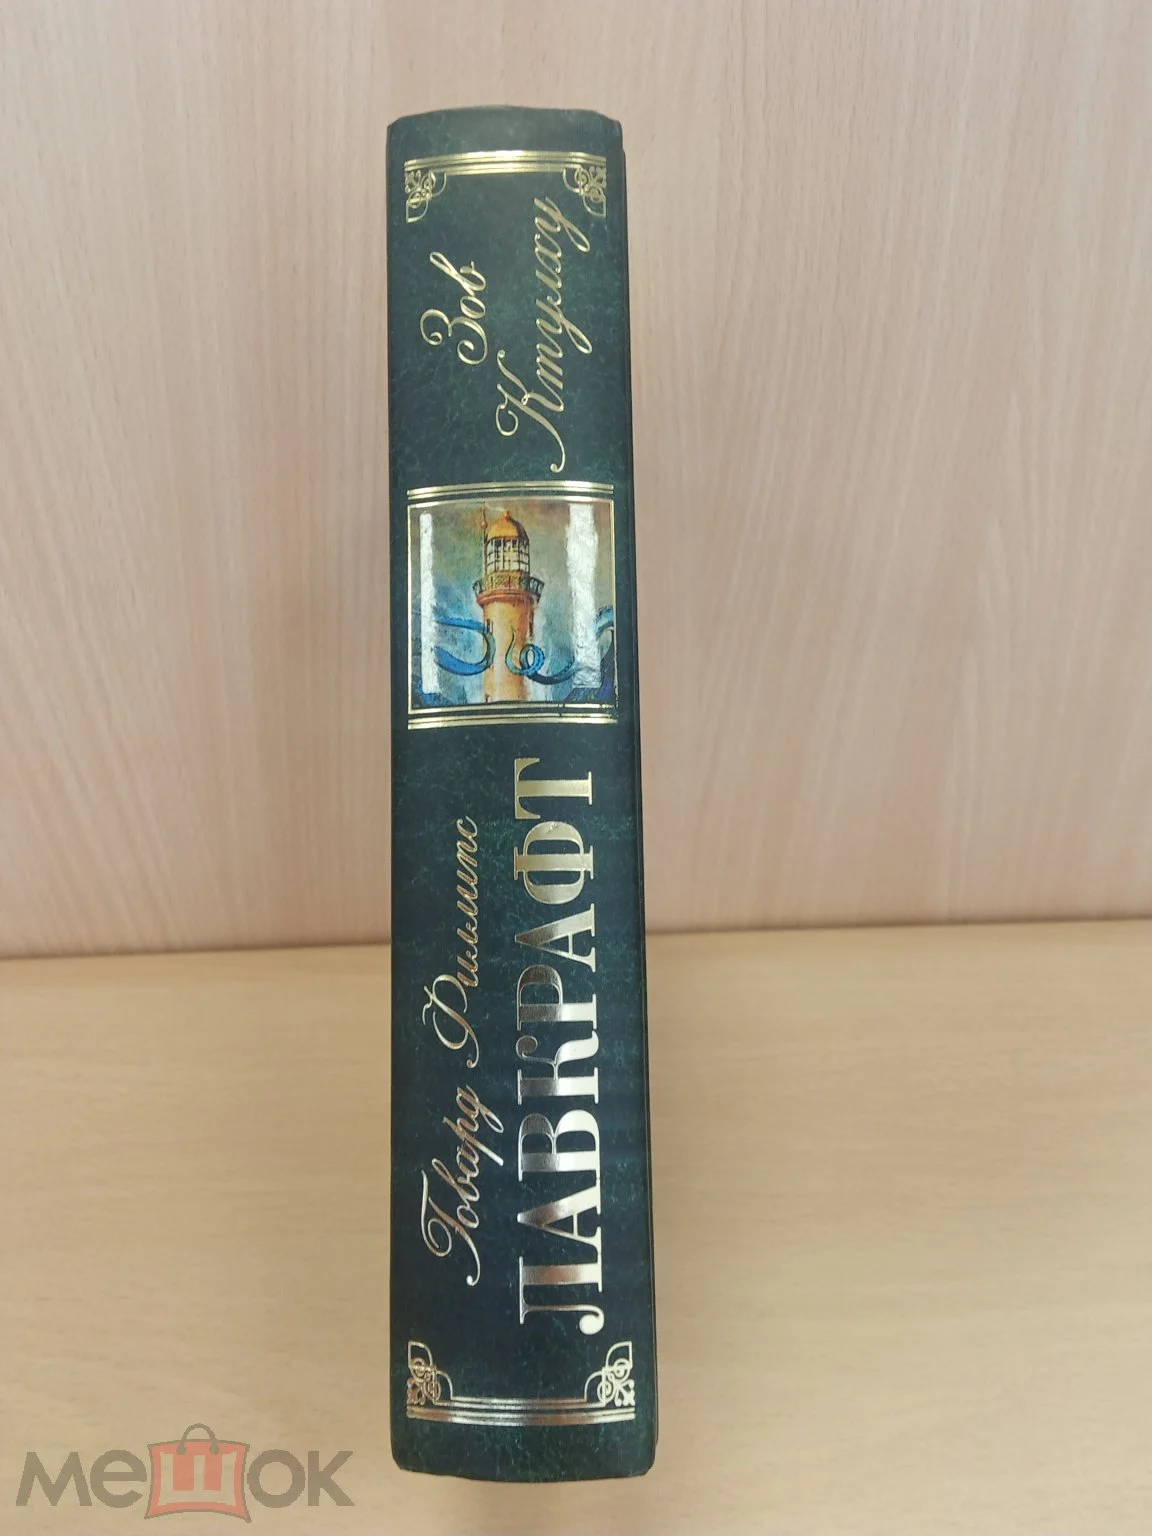 Говард Филлипс
ЛАВКРАФТ
Зов
Ктулху
мешок